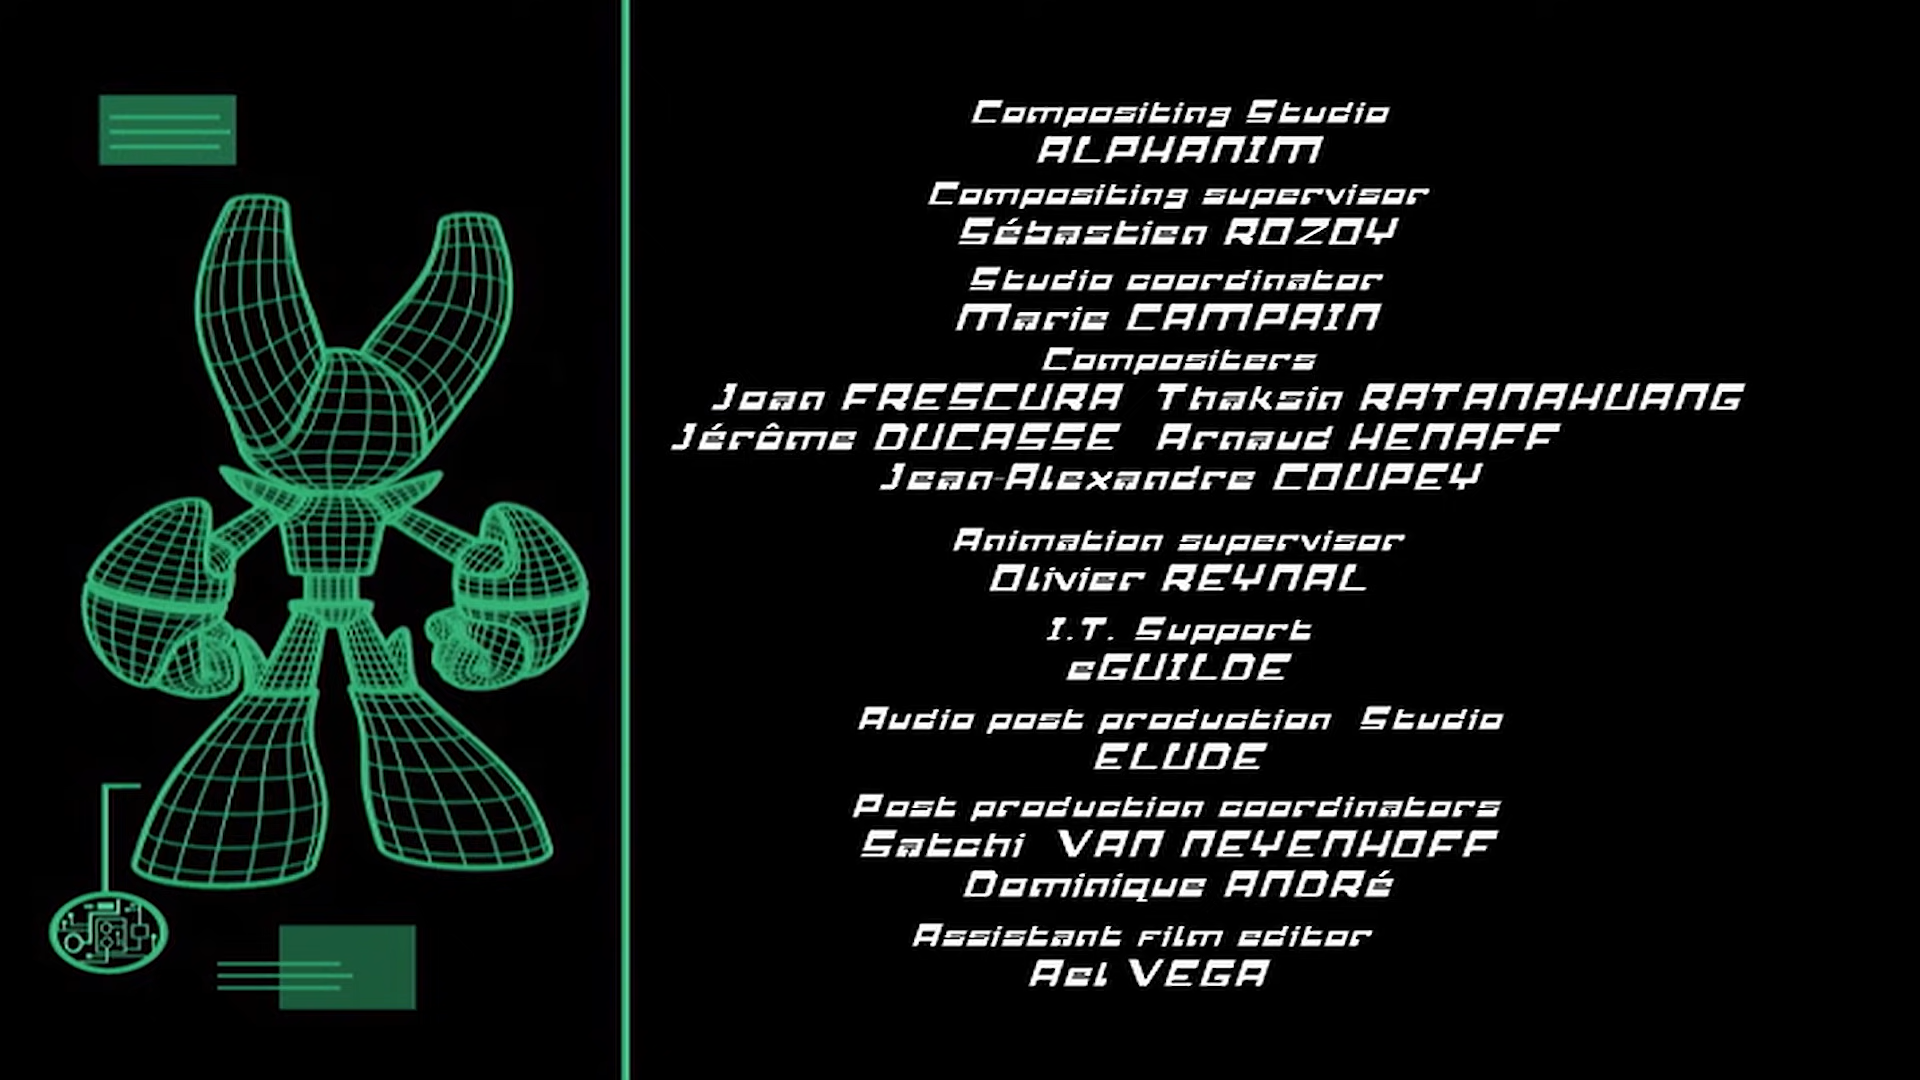 Compositing Studio
ALPHANIM
Compositing supervisor
Sébastien ROZOY
Studio coordinator
Marie CAMPAIN
Compositers
Joan FRESCURA Thaksin RATANAHUANG
Jérôme DUCASSE Arnaud HENAFF
Jean-Alexandre COUPEY
Animation supervisor
Olivier REYNAL
I.T. Support
eGUILDE
Audio post production Studio
ELUDE
Post production coordinators
Satchi VAN NEYENHOFF
Dominique ANDRé
Assistant film editor
Ael VEGA